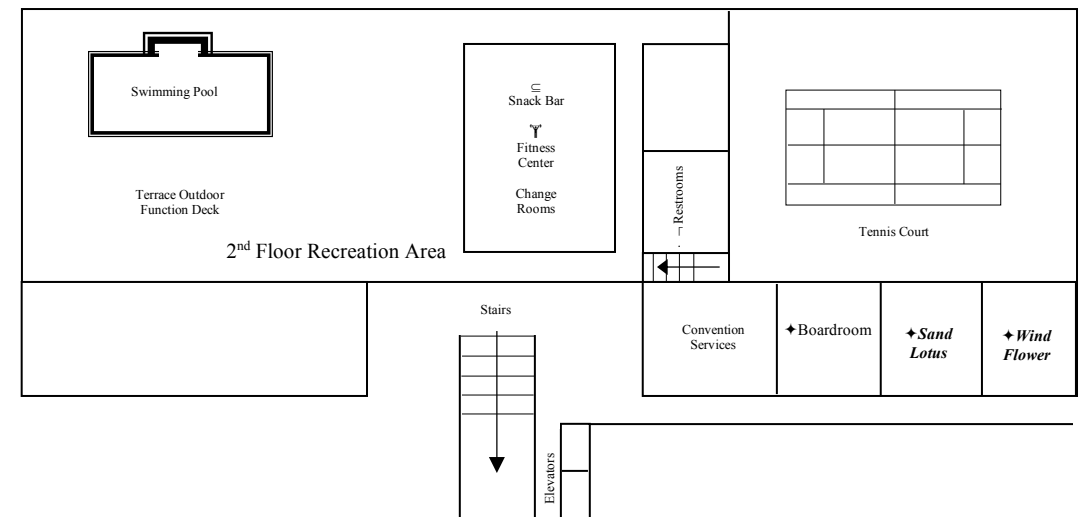 Swimming Pool
⊆
Snack Bar
Fitness
Center
Change
Rooms
Terrace Outdoor
Function Deck
2nd Floor Recreation Area
. ¬ Restrooms
Tennis Court
Stairs
Convention
Services
✦Boardroom
✦Sand
Lotus
✦Wind
Flower
Elevators